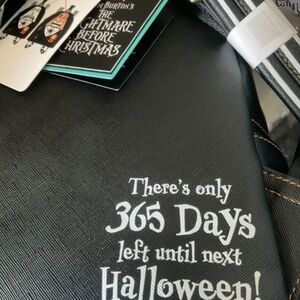 BURTON'S
THE
NIGHTMARE
BEFORE
CHRISTMAS
There's only
365 Days
left until next
Halloween!